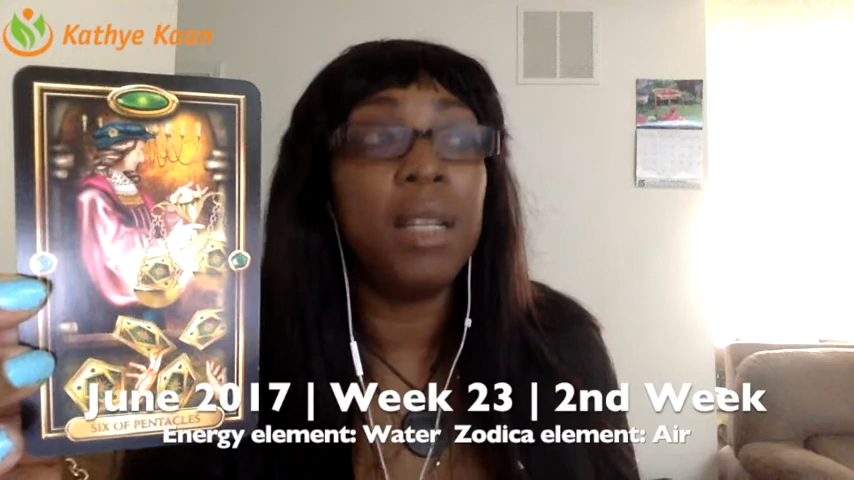 Kathye Koan
SIX OF PENTACLES
June 2017 | Week 23 | 2nd Week
Energy element: Water Zodica element: Air